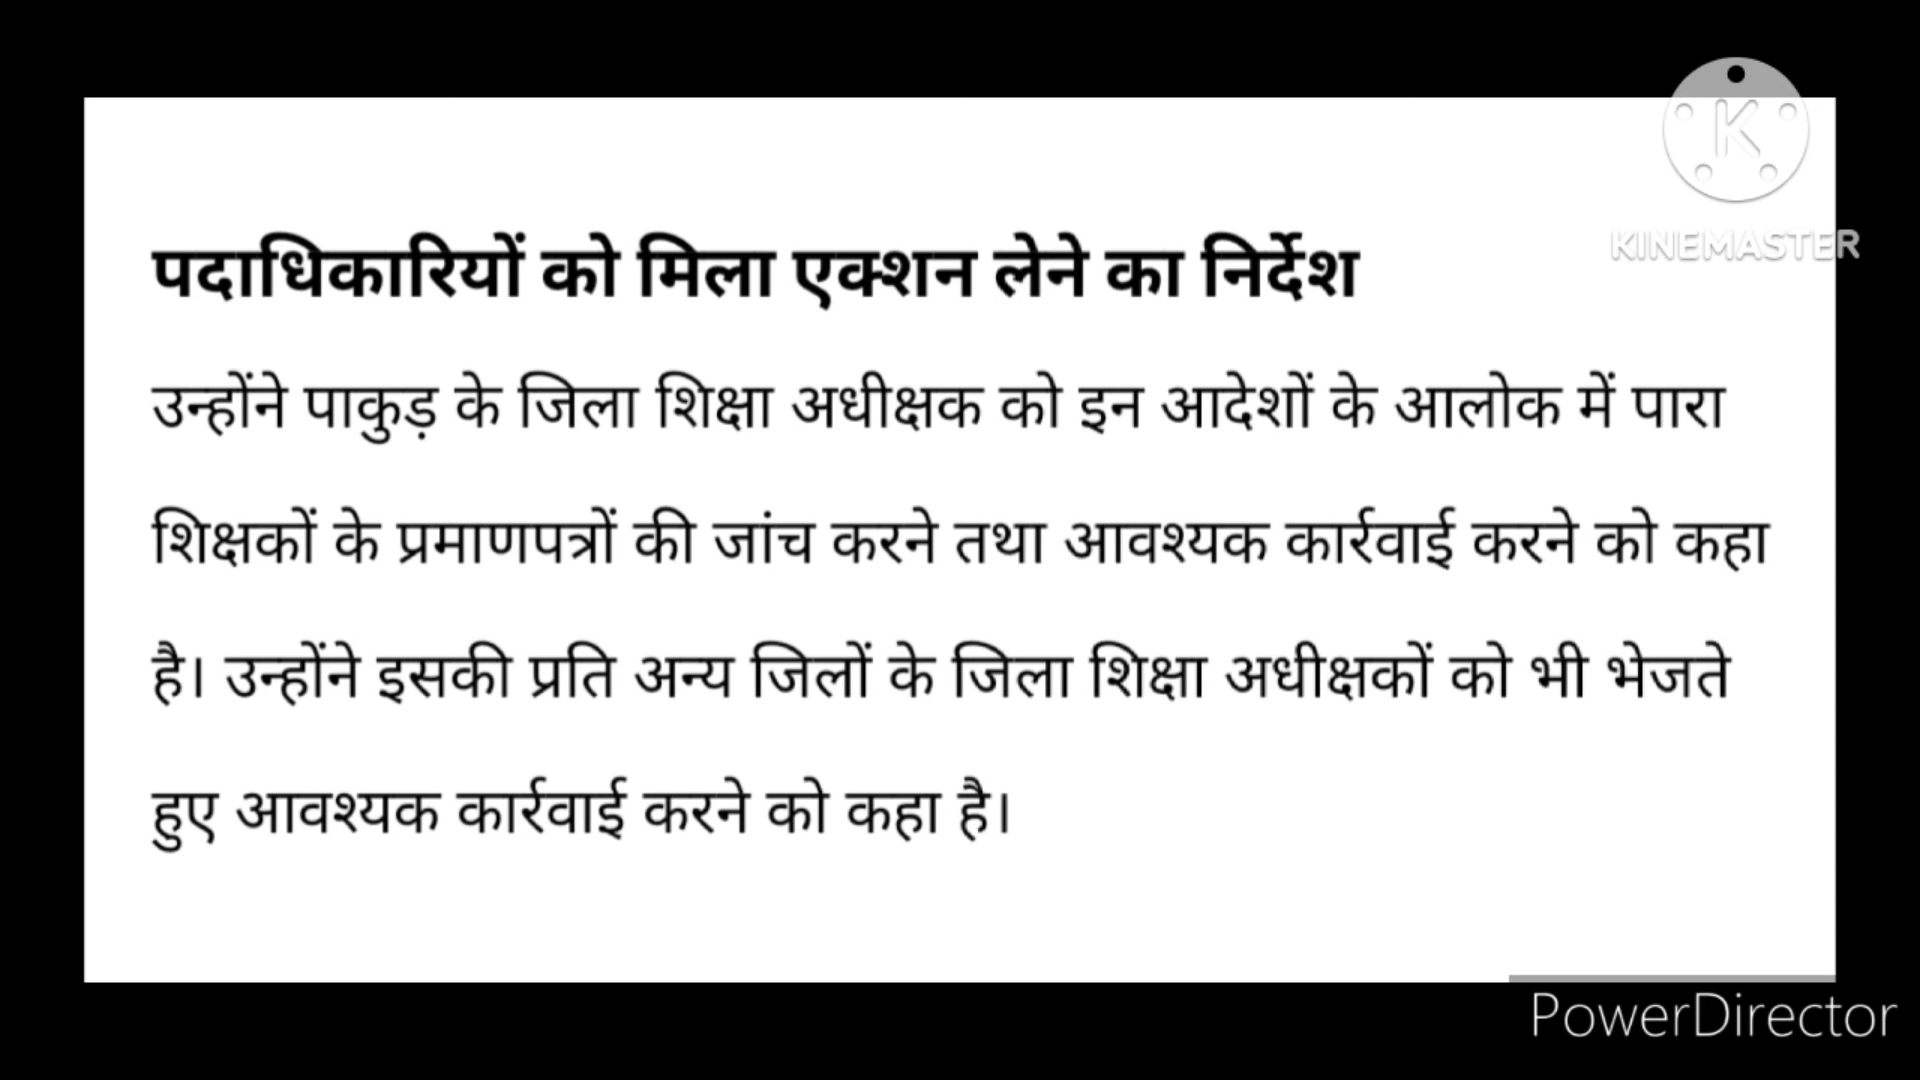 KINEMASTER
पदाधिकारियों को मिला एक्शन लेने का निर्देश
उन्होंने पाकुड़ के जिला शिक्षा अधीक्षक को इन आदेशों के आलोक में पारा
शिक्षकों के प्रमाणपत्रों की जांच करने तथा आवश्यक कार्रवाई करने को कहा
है। उन्होंने इसकी प्रति अन्य जिलों के जिला शिक्षा अधीक्षकों को भी भेजते
हुए आवश्यक कार्रवाई करने को कहा है।
PowerDirector